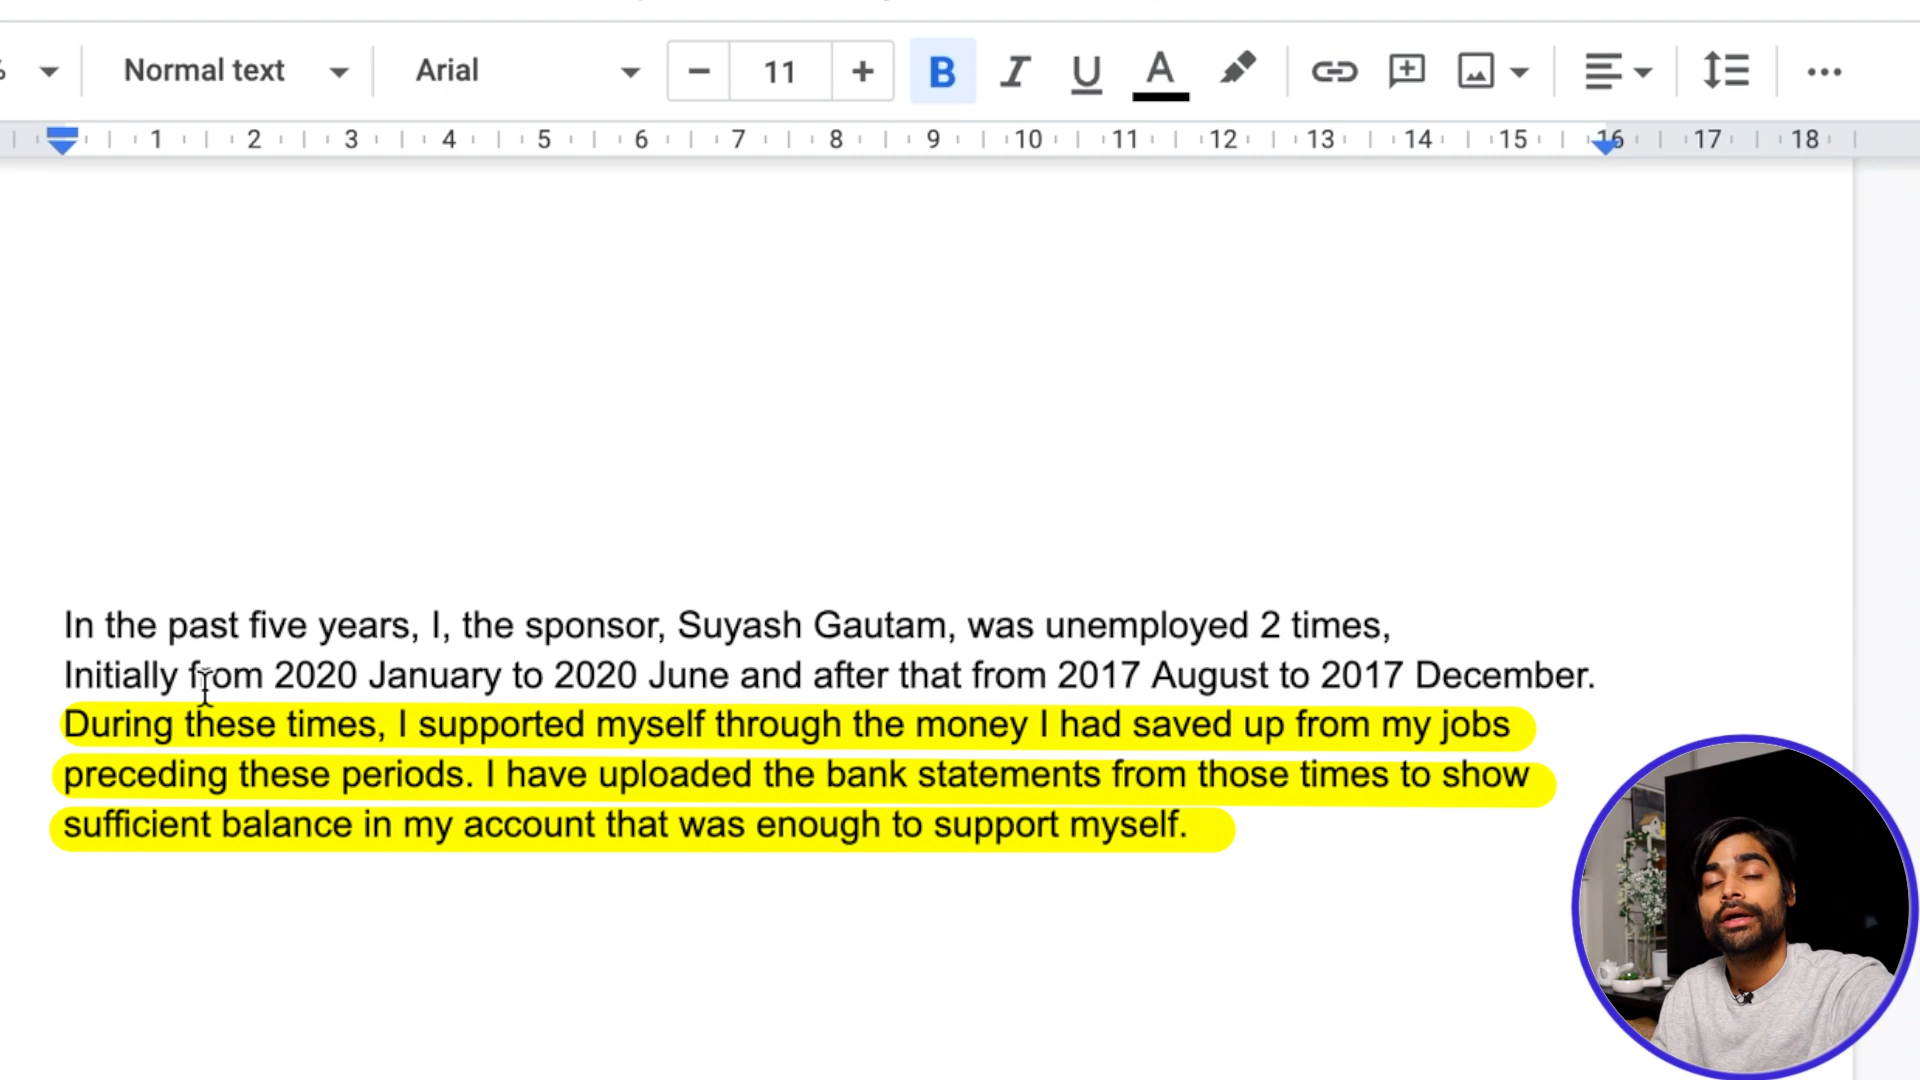 Normal text Arial 11 B I U A
1 2 3 4 5 6 7 8 9 10 11 12 13 14 15 16 17 18
In the past five years, I, the sponsor, Suyash Gautam, was unemployed 2 times,
Initially from 2020 January to 2020 June and after that from 2017 August to 2017 December.
During these times, I supported myself through the money I had saved up from my jobs
preceding these periods. I have uploaded the bank statements from those times to show
sufficient balance in my account that was enough to support myself.